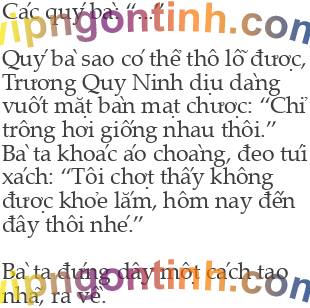 Các quý bà: “...”
vipngontinh.com
Quý bà sao có thể thô lỗ được,
Trương Quy Ninh dịu dàng
vuốt mặt bàn mạt chược: “Chỉ
trông hơi giống nhau thôi.”
Bà ta khoác áo choàng, đeo túi
xách: “Tôi chợt thấy không
được khỏe lắm, hôm nay đến
đây thôi nhé.”
Bà ta đứng dậy một cách tao
nhã, ra về.
vipngontinh.com